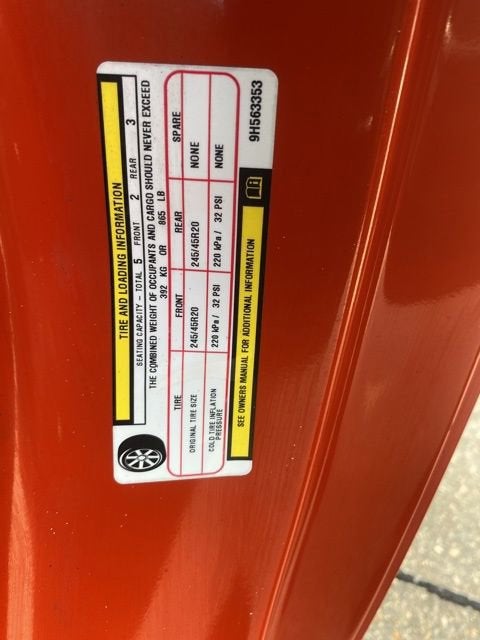 TIRE AND LOADING INFORMATION
SEATING CAPACITY - TOTAL 5 FRONT 2 REAR 3
THE COMBINED WEIGHT OF OCCUPANTS AND CARGO SHOULD NEVER EXCEED
392 KG OR 865 LB
TIRE FRONT REAR SPARE
ORIGINAL TIRE SIZE 245/45R20 245/45R20 NONE
COLD TIRE INFLATION PRESSURE 220 kPa / 32 PSI 220 kPa / 32 PSI NONE
SEE OWNERS MANUAL FOR ADDITIONAL INFORMATION
9H563353